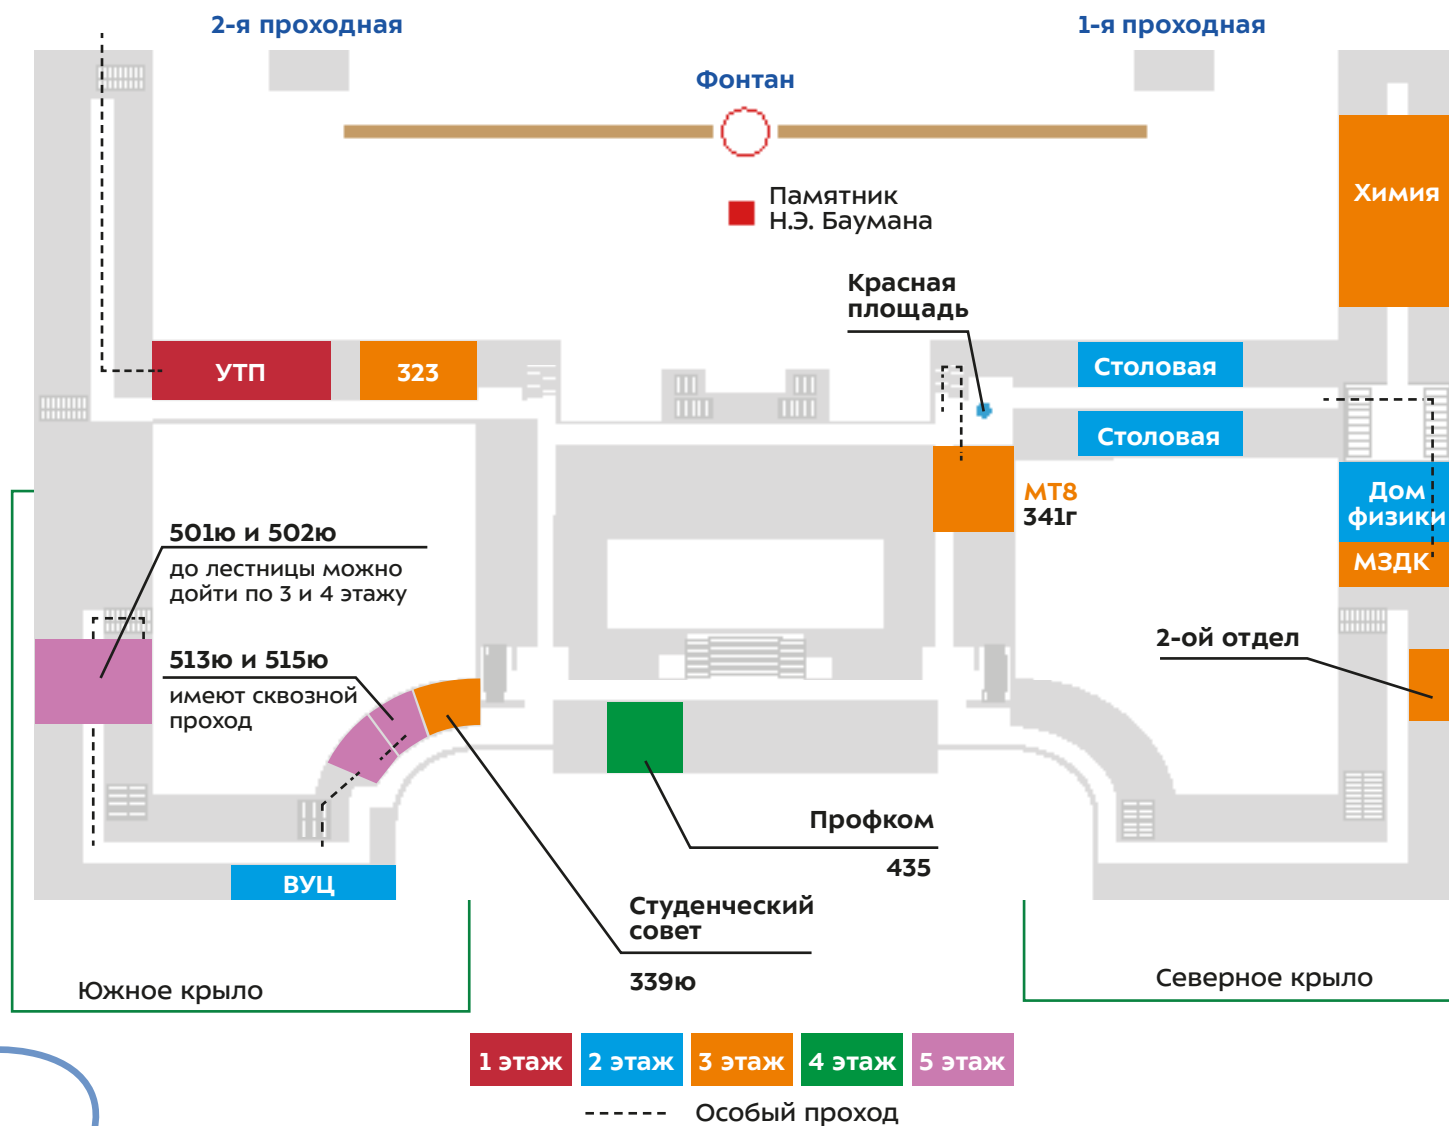 2-я проходная
1-я проходная
Фонтан
Памятник
Н.Э. Баумана
Химия
Красная
площадь
УТП
323
Столовая
Столовая
МТ8
341г
Дом
физики
МЗДК
501ю и 502ю
до лестницы можно
дойти по 3 и 4 этажу
513ю и 515ю
имеют сквозной
проход
2-ой отдел
Профком
435
ВУЦ
Студенческий
совет
339ю
Южное крыло
Северное крыло
1 этаж
2 этаж
3 этаж
4 этаж
5 этаж
Особый проход